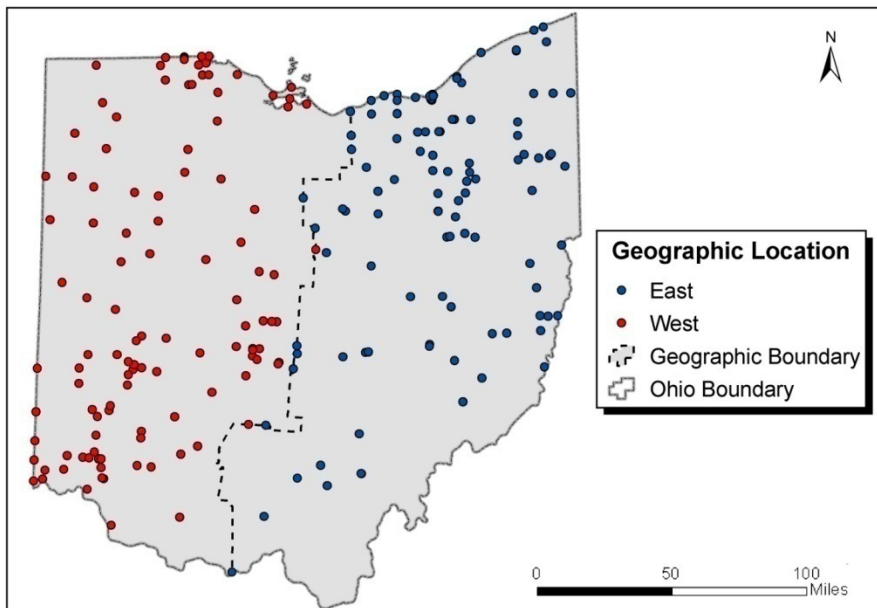 N
Geographic Location
East
West
Geographic Boundary
Ohio Boundary
0 50 100
Miles